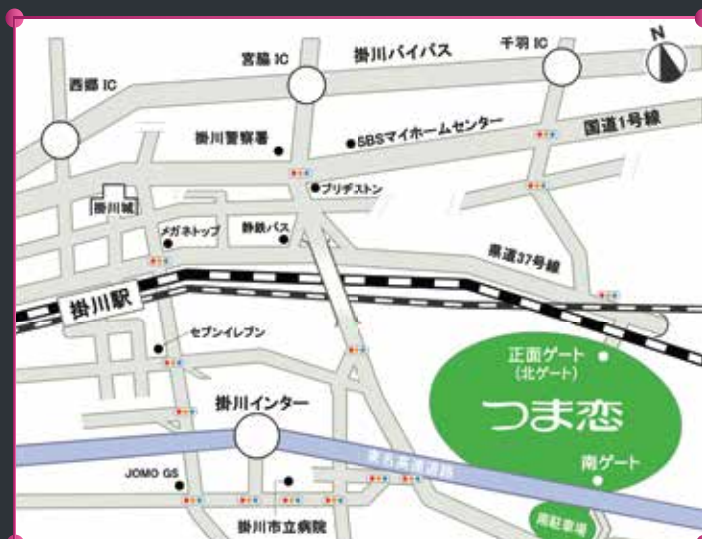 N
千羽 IC
宮脇 IC
掛川バイパス
西郷 IC
国道1号線
SBSマイホームセンター
掛川警察署
ブリヂストン
掛川城
静鉄バス
メガネトップ
県道37号線
掛川駅
セブンイレブン
正面ゲート
(北ゲート)
掛川インター
つま恋
東名高速道路
南ゲート
JOMO GS
掛川市立病院
南駐車場